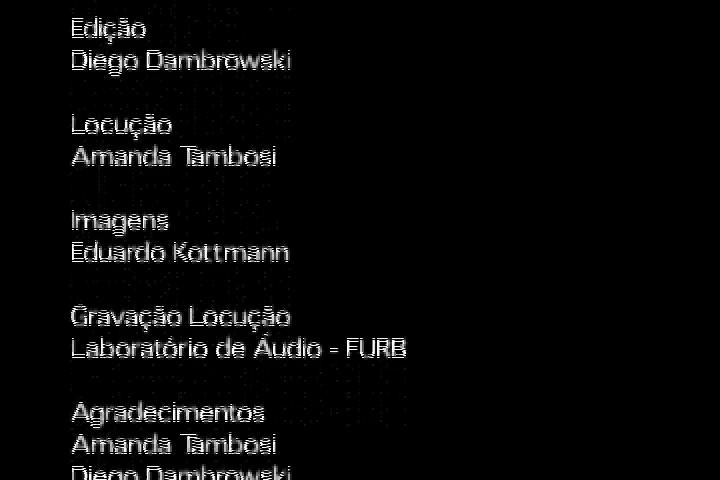 Edição
Diego Dambrowski
Locução
Amanda Tambosi
Imagens
Eduardo Kottmann
Gravação Locução
Laboratório de Áudio - FURB
Agradecimentos
Amanda Tambosi
Diego Dambrowski